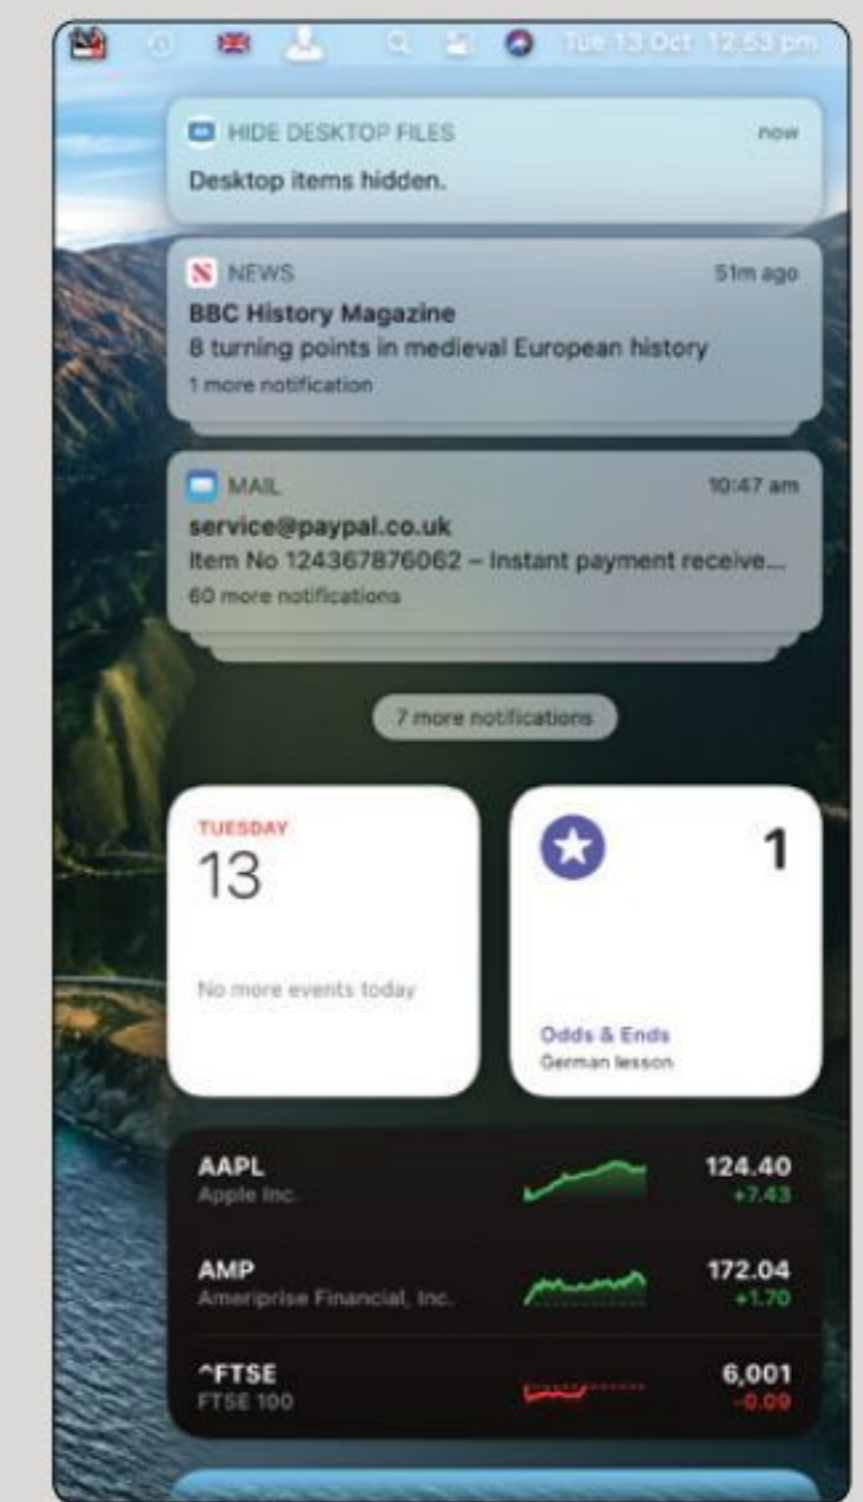 Tue 13 Oct 12:53 pm
HIDE DESKTOP FILES now
Desktop items hidden.
NEWS 51m ago
BBC History Magazine
8 turning points in medieval European history
1 more notification
MAIL 10:47 am
service@paypal.co.uk
Item No 124367876062 – Instant payment receive...
60 more notifications
7 more notifications
TUESDAY
13
No more events today
1
Odds & Ends
German lesson
AAPL 124.40
Apple Inc. +7.43
AMP 172.04
Ameriprise Financial, Inc. +1.70
^FTSE 6,001
FTSE 100 -0.09